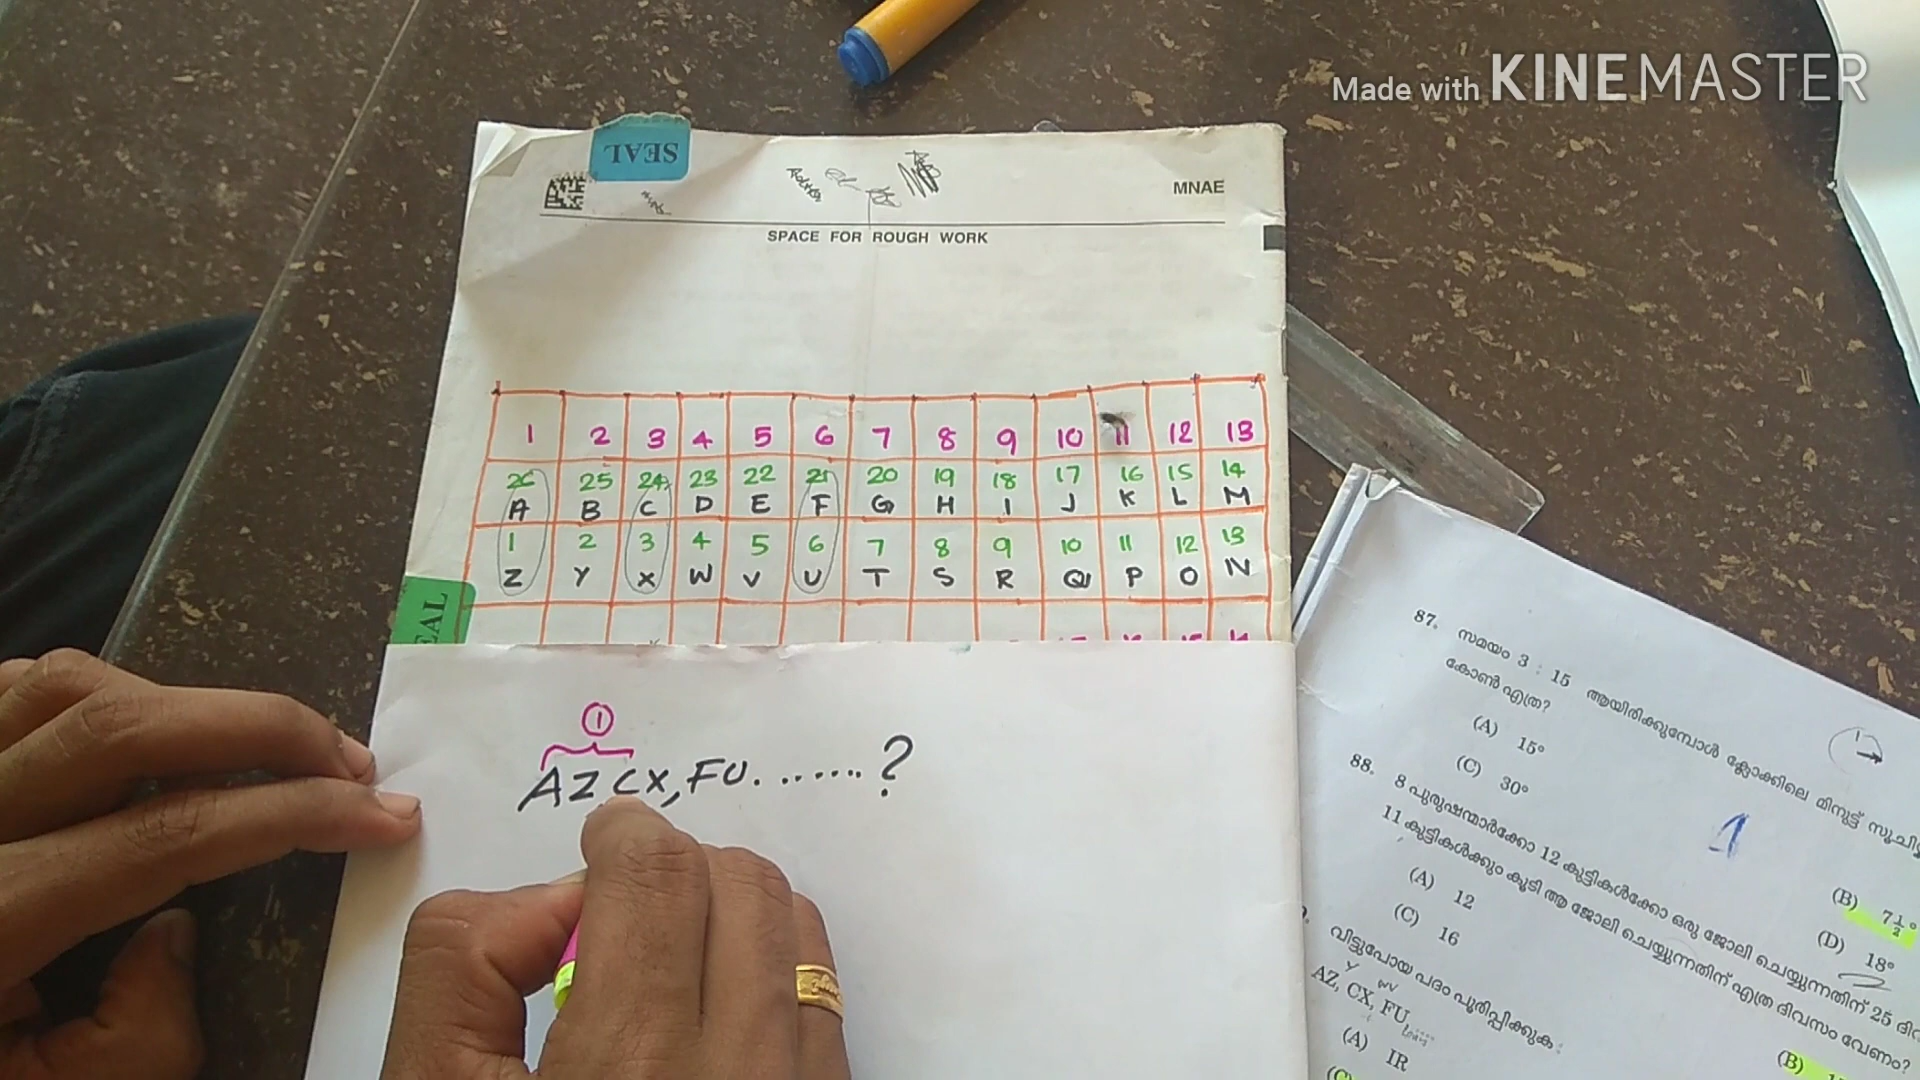 Made with KINEMASTER
SEAL
MNAE
SPACE FOR ROUGH WORK
1 2 3 4 5 6 7 8 9 10 11 12 13
26 25 24 23 22 21 20 19 18 17 16 15 14
A B C D E F G H I J K L M
1 2 3 4 5 6 7 8 9 10 11 12 13
Z Y X W V U T S R Q P O N
EAL
1
AZ, CX, FU. ...... ?
87. സമയം 3 : 15 ആയിരിക്കുമ്പോൾ ക്ലോക്കിലെ മിനുട്ട്
കോൺ എത്ര?
(A) 15°
(B) 7½°
(C) 30°
(D) 18°
88. 8 പുരുഷന്മാർക്കോ 12 കുട്ടികൾക്കോ ഒരു ജോലി ചെയ്യുന്നതിന് 25
11 കുട്ടികൾക്കും കൂടി ആ ജോലി ചെയ്യുന്നതിന് എത്ര ദിവസം വേണം?
(A) 12
(B)
(C) 16
വിട്ടുപോയ പദം പൂരിപ്പിക്കുക :
AZ, CX, FU,
(A) IR
1